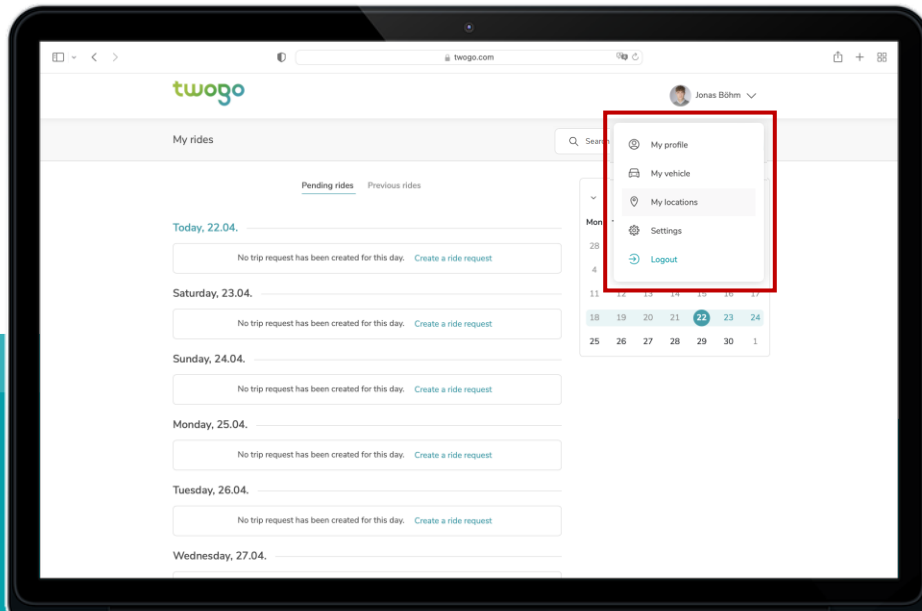 twogo.com
twogo
Jonas Böhm
My rides
Search
My profile
My vehicle
My locations
Settings
Logout
Pending rides Previous rides
Today, 22.04.
No trip request has been created for this day. Create a ride request
Saturday, 23.04.
No trip request has been created for this day. Create a ride request
Sunday, 24.04.
No trip request has been created for this day. Create a ride request
Monday, 25.04.
No trip request has been created for this day. Create a ride request
Tuesday, 26.04.
No trip request has been created for this day. Create a ride request
Wednesday, 27.04.
Mon
28
4
11 12 13 14 15 16 17
18 19 20 21 22 23 24
25 26 27 28 29 30 1